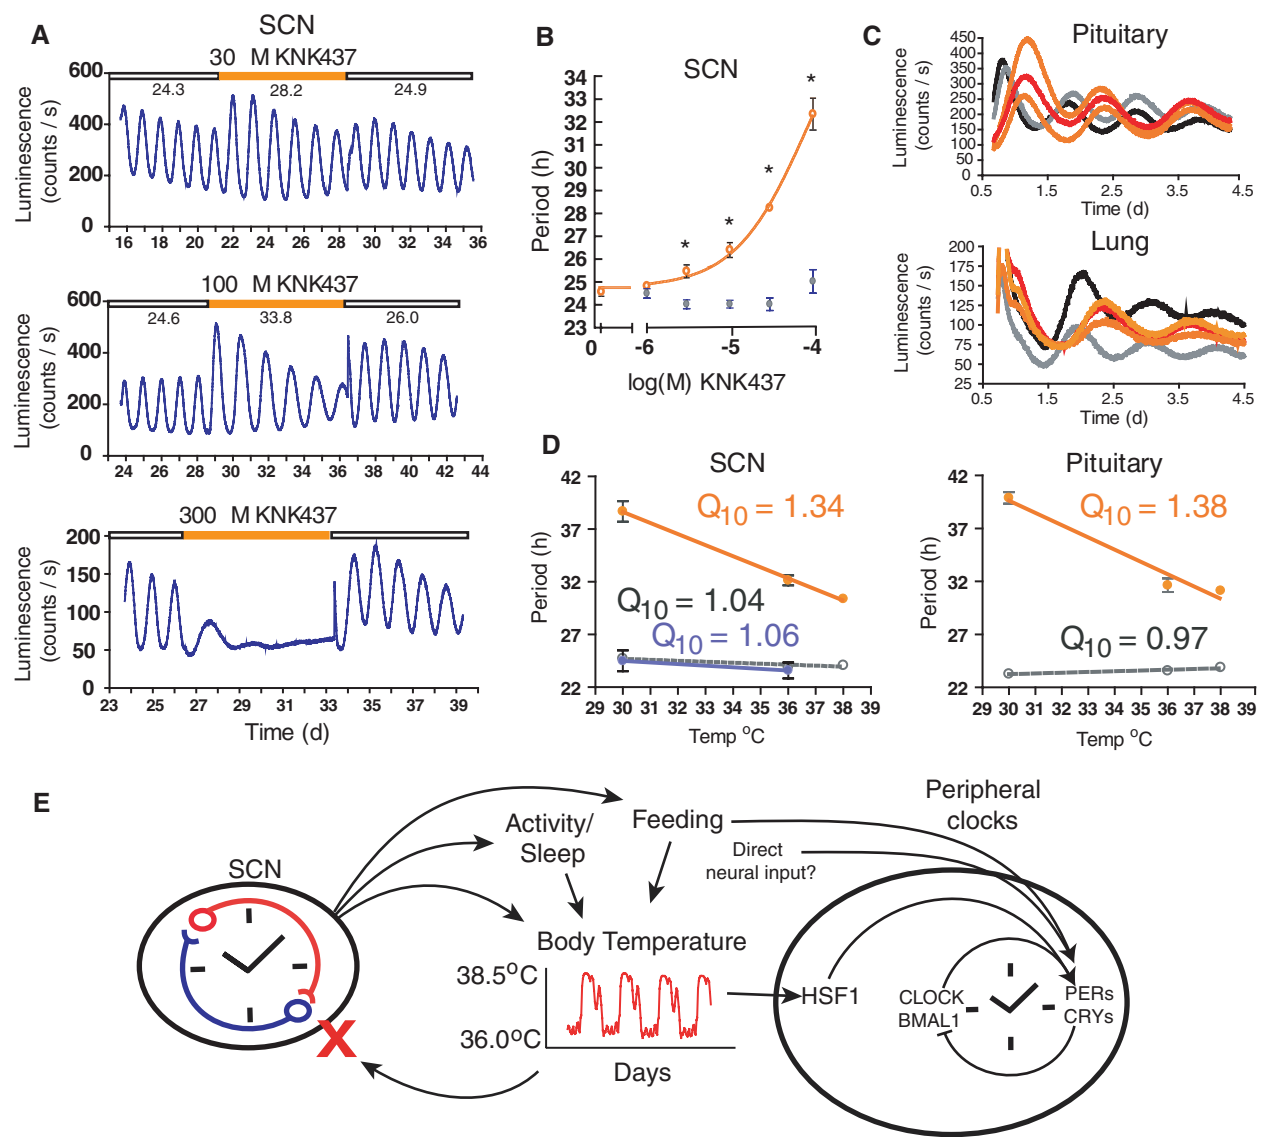 A
SCN
30 M KNK437
24.3 28.2 24.9
Luminescence
(counts / s)
600
400
200
0
16 18 20 22 24 26 28 30 32 34 36
100 M KNK437
24.6 33.8 26.0
Luminescence
(counts / s)
600
400
200
0
24 26 28 30 32 34 36 38 40 42 44
300 M KNK437
Luminescence
(counts / s)
200
150
100
50
0
23 25 27 29 31 33 35 37 39
Time (d)
B
SCN
Period (h)
34
33
32
31
30
29
28
27
26
25
24
23
* * * * *
0 -6 -5 -4
log(M) KNK437
C
Pituitary
Luminescence
(counts / s)
450
400
350
300
250
200
150
100
50
0
0.5 1.5 2.5 3.5 4.5
Time (d)
Lung
Luminescence
(counts / s)
200
175
150
125
100
75
50
25
0.5 1.5 2.5 3.5 4.5
Time (d)
D
SCN
Period (h)
42
37
32
27
22
Q10 = 1.34
Q10 = 1.04
Q10 = 1.06
29 30 31 32 33 34 35 36 37 38 39
Temp °C
Pituitary
Period (h)
42
37
32
27
22
Q10 = 1.38
Q10 = 0.97
29 30 31 32 33 34 35 36 37 38 39
Temp °C
E
SCN
X
Activity/
Sleep
Feeding
Direct
neural input?
Peripheral
clocks
Body Temperature
38.5°C
36.0°C
Days
HSF1
CLOCK
BMAL1
PERs
CRYs